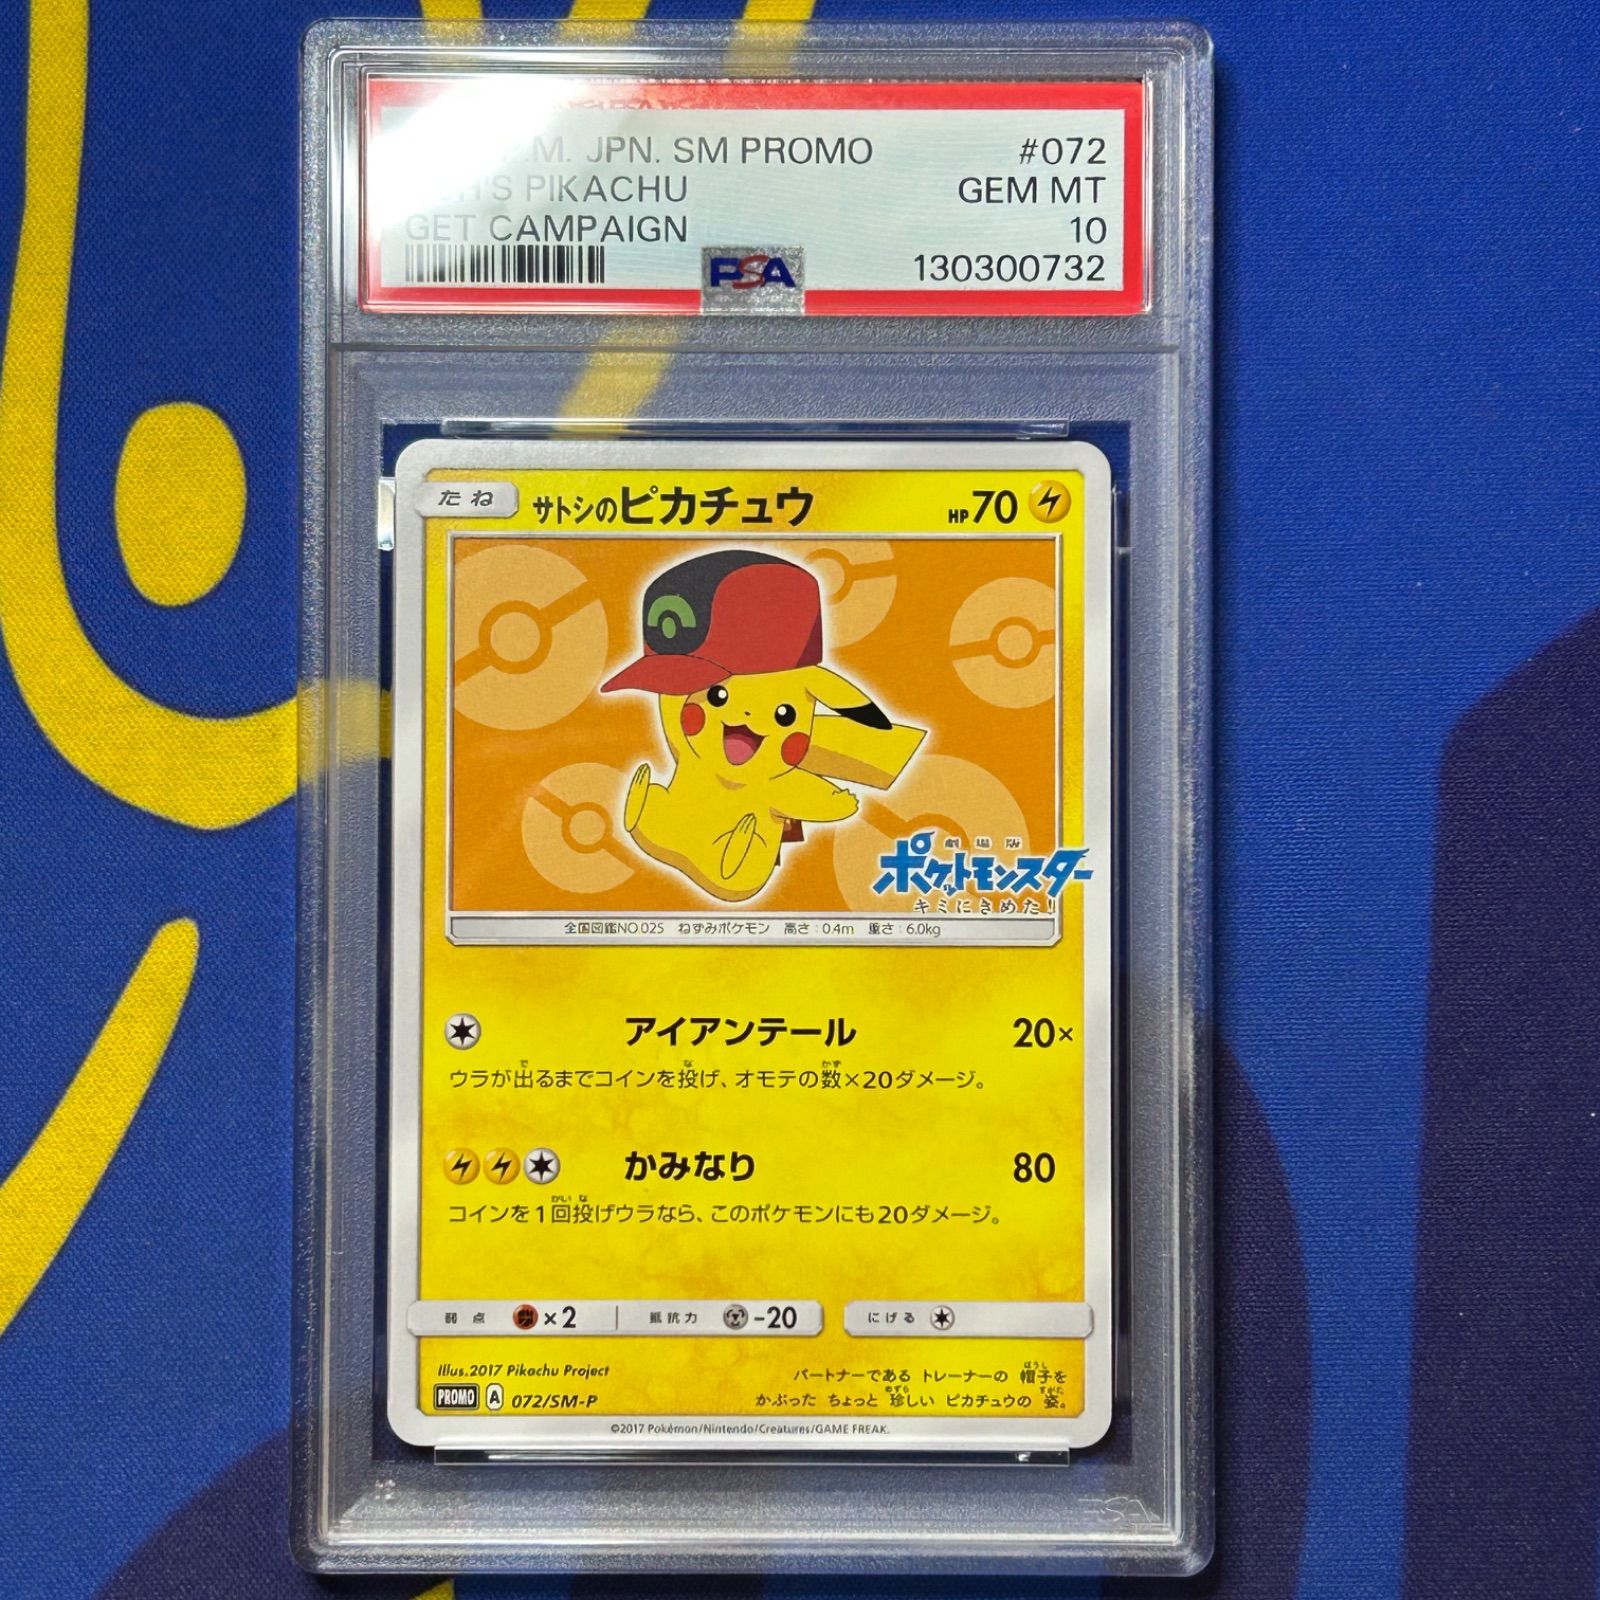 JPN. SM PROMO #072
PIKACHU GEM MT
GET CAMPAIGN 10
PSA 130300732
たね サトシのピカチュウ HP70
劇場版
ポケットモンスター
キミにきめた!
全国図鑑NO.025 ねずみポケモン 高さ:0.4m 重さ:6.0kg
アイアンテール 20×
ウラが出るまでコインを投げ、オモテの数×20ダメージ。
かみなり 80
コインを1回投げウラなら、このポケモンにも20ダメージ。
弱点 ×2 抵抗力 -20 にげる
Illus.2017 Pikachu Project
PROMO A 072/SM-P
パートナーである トレーナーの 帽子を
かぶった ちょっと 珍しい ピカチュウの 姿。
©2017 Pokémon/Nintendo/Creatures/GAME FREAK.